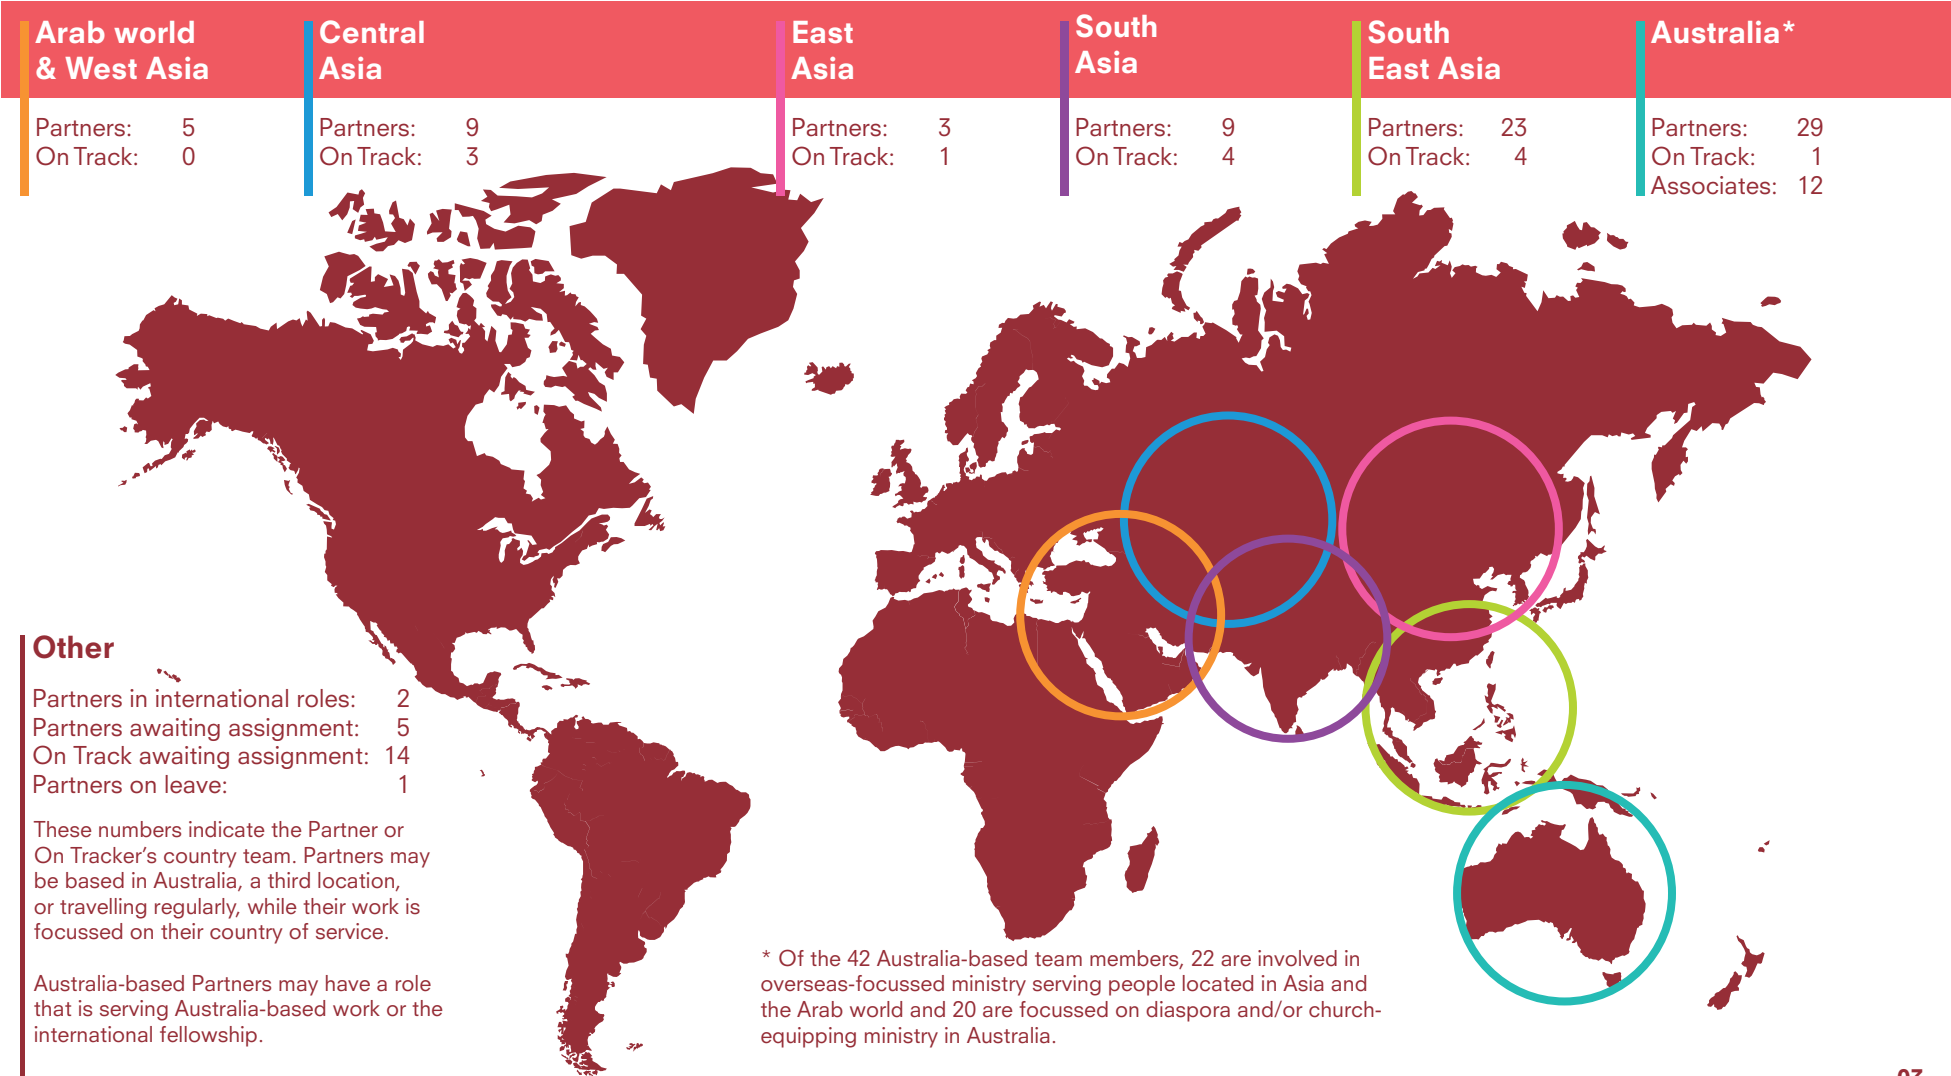 Arab world
& West Asia
Partners: 5
On Track: 0
Central
Asia
Partners: 9
On Track: 3
East
Asia
Partners: 3
On Track: 1
South
Asia
Partners: 9
On Track: 4
South
East Asia
Partners: 23
On Track: 4
Australia*
Partners: 29
On Track: 1
Associates: 12
Other
Partners in international roles: 2
Partners awaiting assignment: 5
On Track awaiting assignment: 14
Partners on leave: 1
These numbers indicate the Partner or
On Tracker’s country team. Partners may
be based in Australia, a third location,
or travelling regularly, while their work is
focussed on their country of service.
Australia-based Partners may have a role
that is serving Australia-based work or the
international fellowship.
* Of the 42 Australia-based team members, 22 are involved in
overseas-focussed ministry serving people located in Asia and
the Arab world and 20 are focussed on diaspora and/or church-
equipping ministry in Australia.